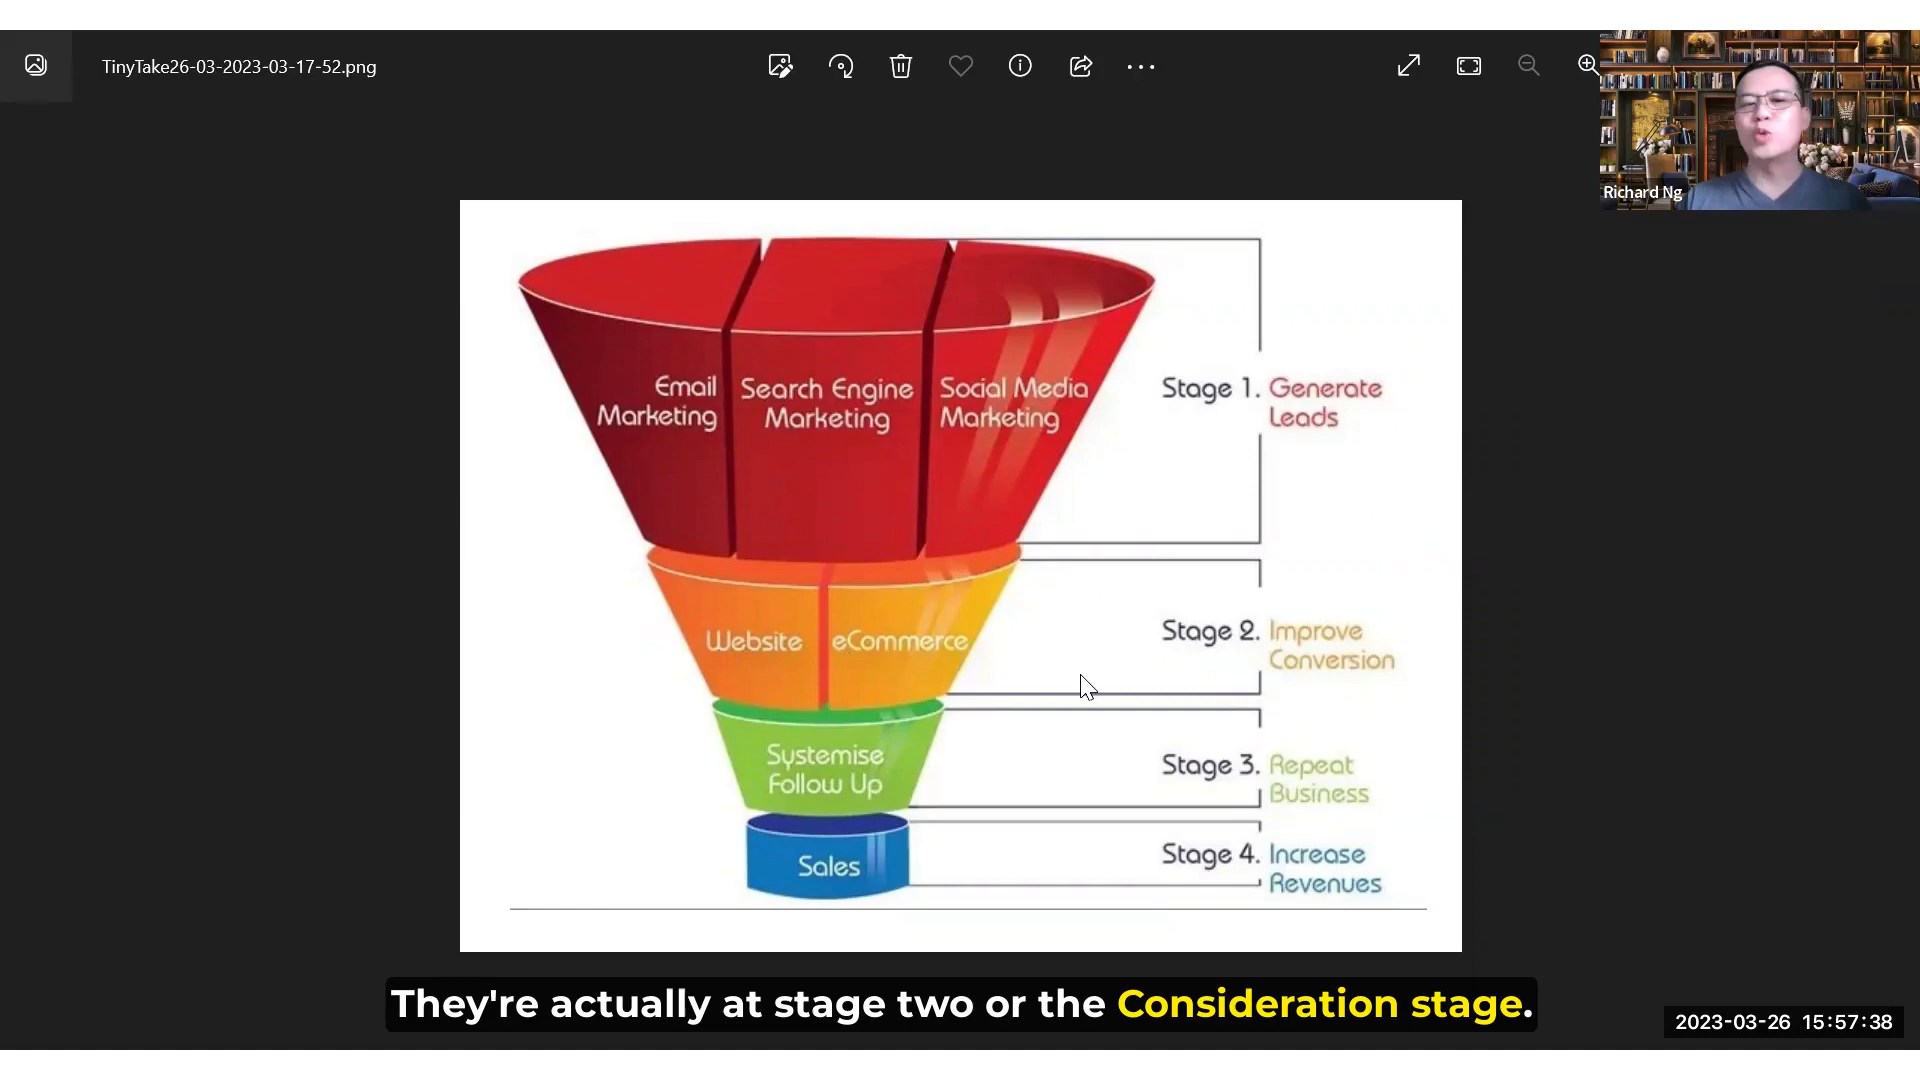 TinyTake26-03-2023-03-17-52.png
Richard Ng
Email
Marketing
Search Engine
Marketing
Social Media
Marketing
Stage 1. Generate
Leads
Website
eCommerce
Stage 2. Improve
Conversion
Systemise
Follow Up
Stage 3. Repeat
Business
Sales
Stage 4. Increase
Revenues
They're actually at stage two or the Consideration stage.
2023-03-26 15:57:38